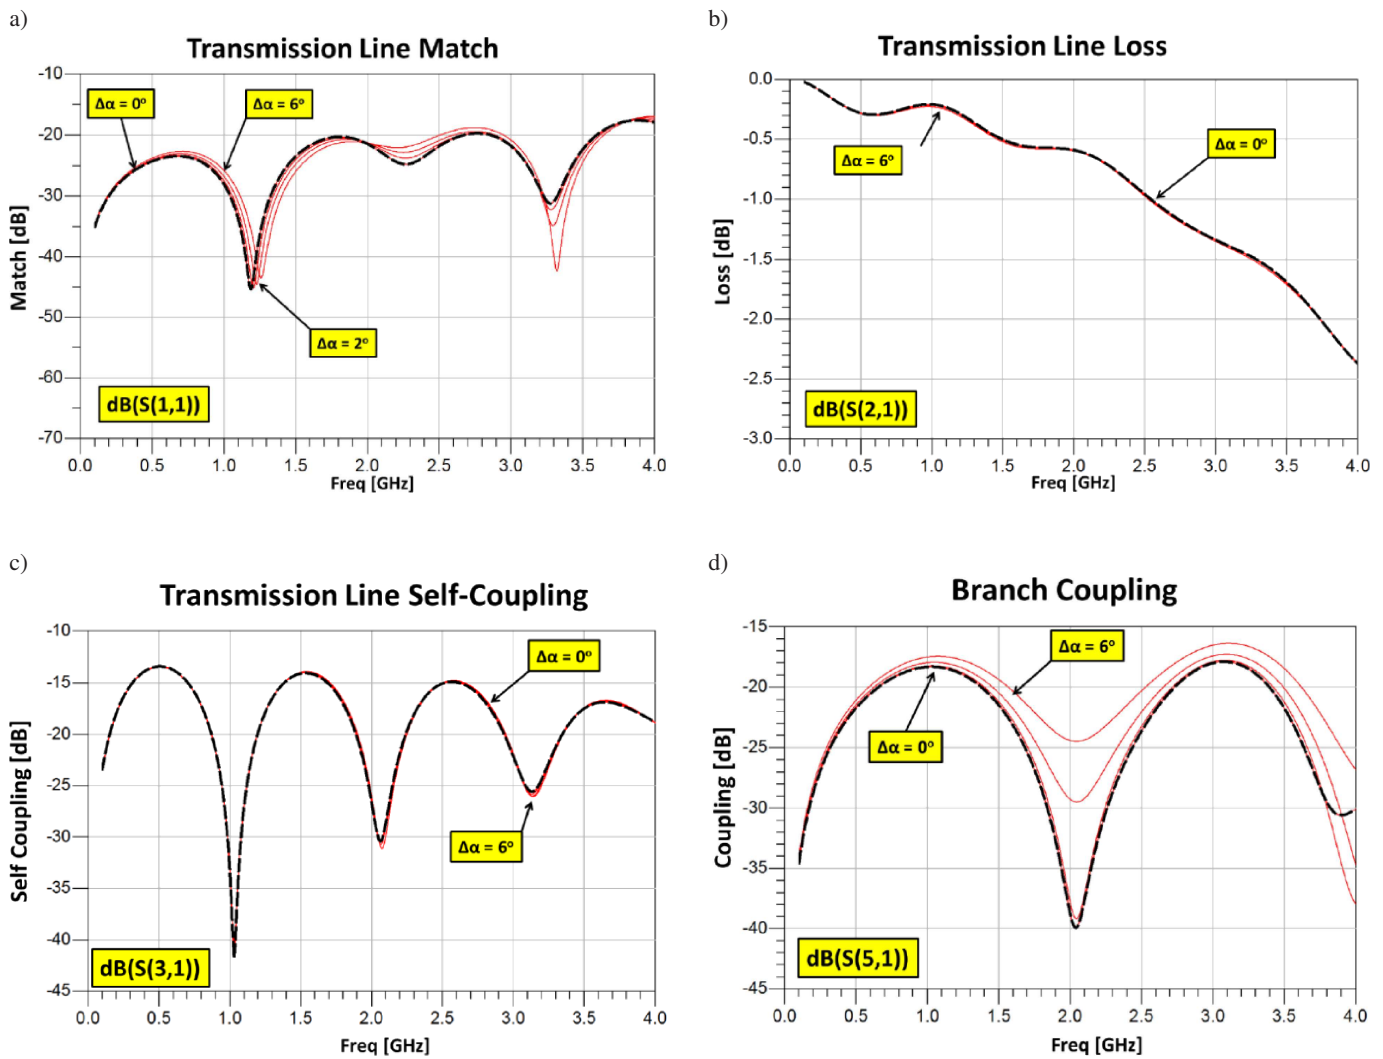 a)
Transmission Line Match
-10
-20
-30
-40
-50
-60
-70
Match [dB]
Δα = 0°
Δα = 6°
Δα = 2°
dB(S(1,1))
0.0 0.5 1.0 1.5 2.0 2.5 3.0 3.5 4.0
Freq [GHz]
b)
Transmission Line Loss
0.0
-0.5
-1.0
-1.5
-2.0
-2.5
-3.0
Loss [dB]
Δα = 0°
Δα = 6°
dB(S(2,1))
0.0 0.5 1.0 1.5 2.0 2.5 3.0 3.5 4.0
Freq [GHz]
c)
Transmission Line Self-Coupling
-10
-15
-20
-25
-30
-35
-40
-45
Self Coupling [dB]
Δα = 0°
Δα = 6°
dB(S(3,1))
0.0 0.5 1.0 1.5 2.0 2.5 3.0 3.5 4.0
Freq [GHz]
d)
Branch Coupling
-15
-20
-25
-30
-35
-40
-45
Coupling [dB]
Δα = 6°
Δα = 0°
dB(S(5,1))
0.0 0.5 1.0 1.5 2.0 2.5 3.0 3.5 4.0
Freq [GHz]